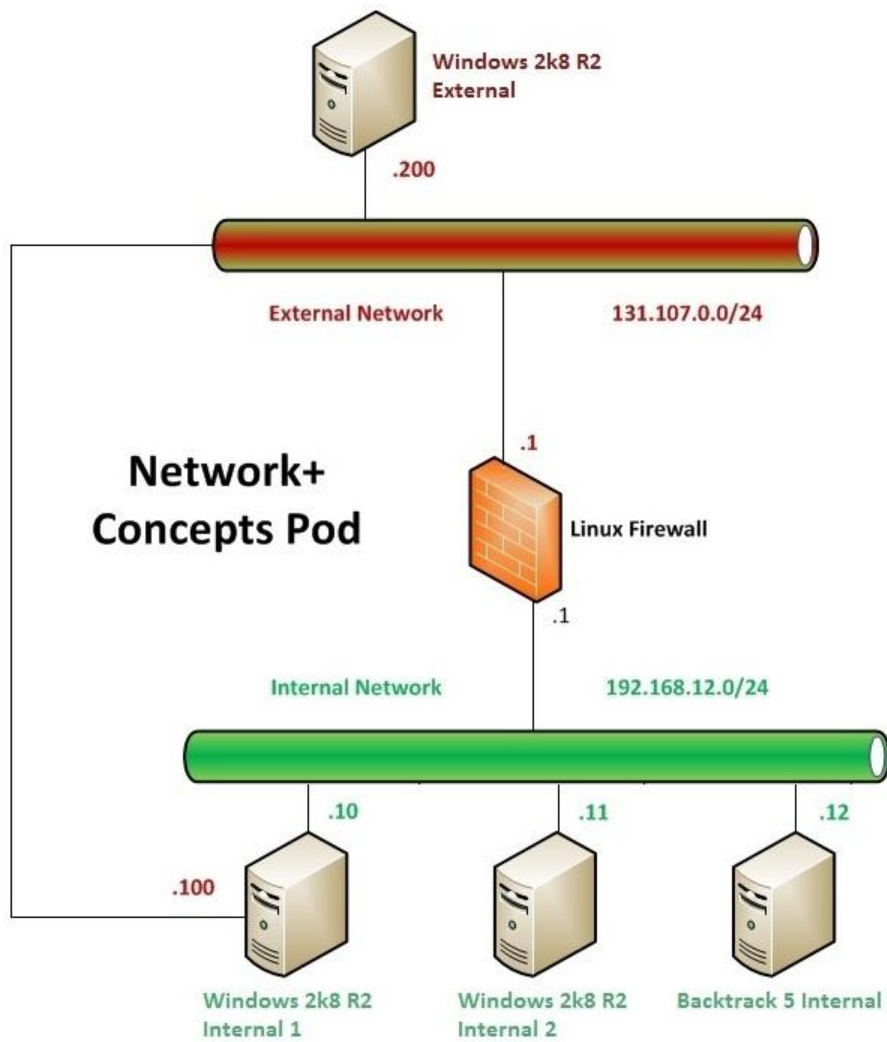 Windows 2k8 R2
External
.200
External Network
131.107.0.0/24
.1
Network+
Concepts Pod
Linux Firewall
.1
Internal Network
192.168.12.0/24
.10
.11
.12
.100
Windows 2k8 R2
Internal 1
Windows 2k8 R2
Internal 2
Backtrack 5 Internal